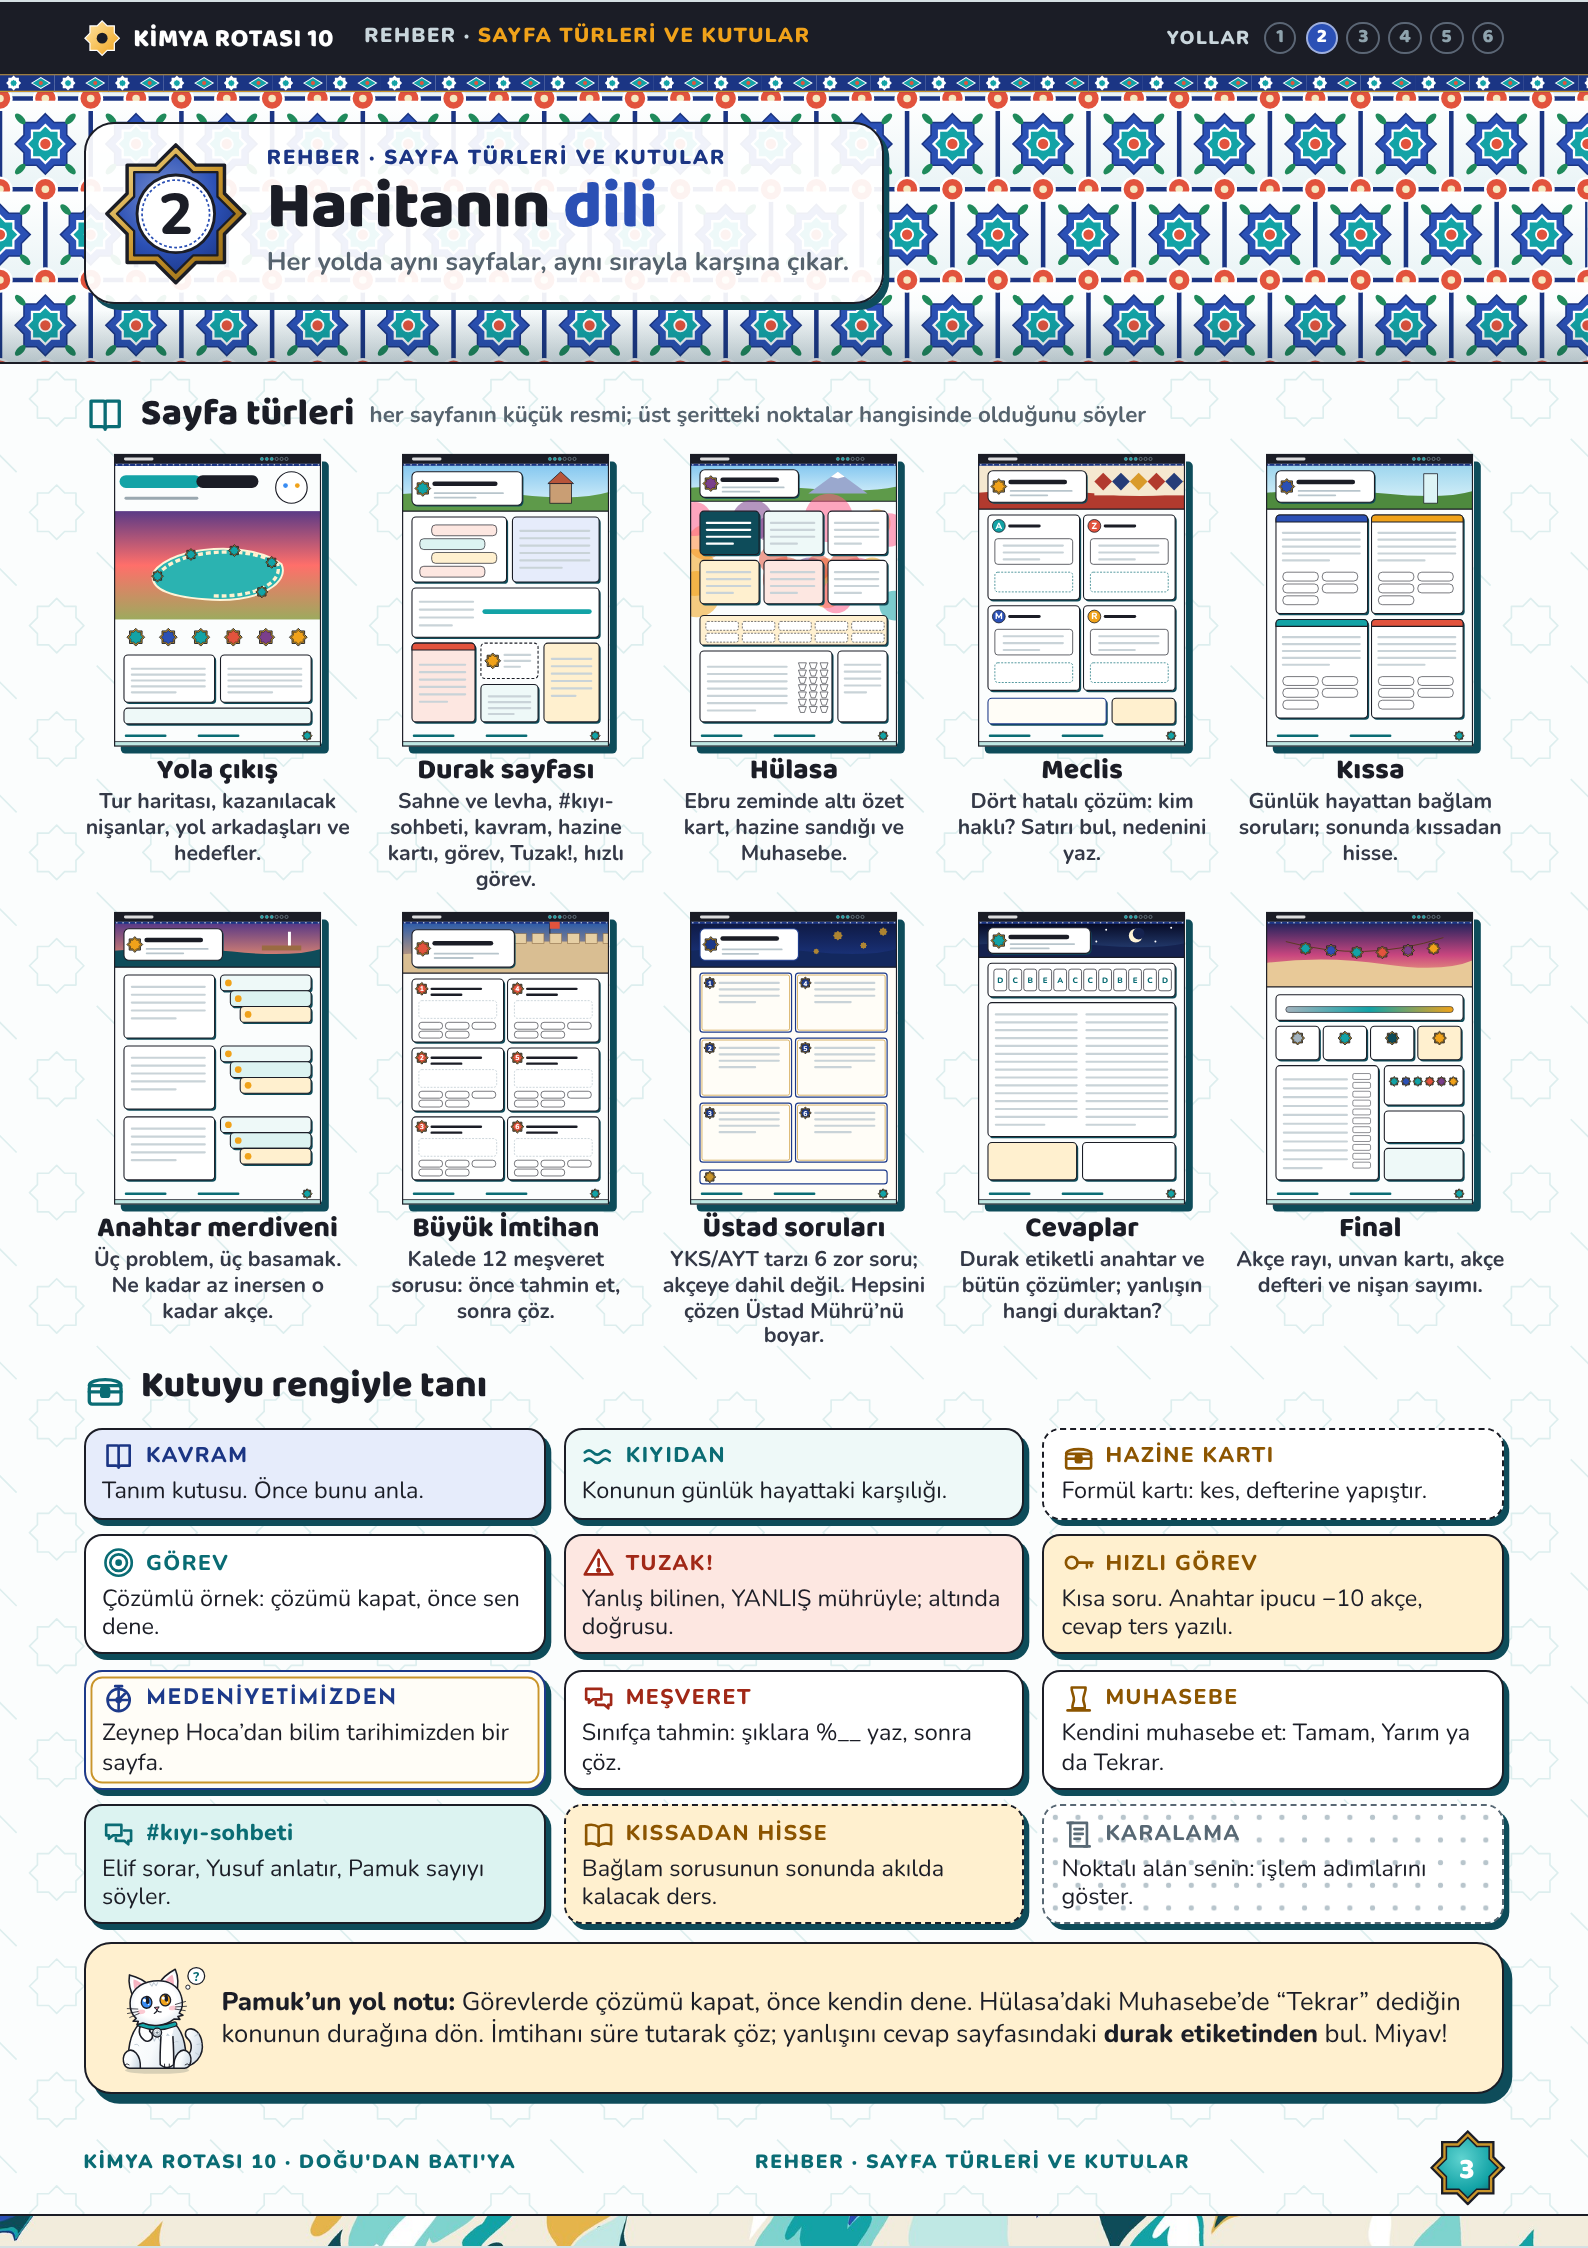 KİMYA ROTASI 10
REHBER · SAYFA TÜRLERİ VE KUTULAR
YOLLAR 1 2 3 4 5 6
REHBER · SAYFA TÜRLERİ VE KUTULAR
2
Haritanın dili
Her yolda aynı sayfalar, aynı sırayla karşına çıkar.
Sayfa türleri her sayfanın küçük resmi; üst şeritteki noktalar hangisinde olduğunu söyler
A
Z
M
R
Yola çıkış
Tur haritası, kazanılacak
nişanlar, yol arkadaşları ve
hedefler.
Durak sayfası
Sahne ve levha, #kıyı-
sohbeti, kavram, hazine
kartı, görev, Tuzak!, hızlı
görev.
Hülasa
Ebru zeminde altı özet
kart, hazine sandığı ve
Muhasebe.
Meclis
Dört hatalı çözüm: kim
haklı? Satırı bul, nedenini
yaz.
Kıssa
Günlük hayattan bağlam
soruları; sonunda kıssadan
hisse.
1 4
2 5
3 6
1 4
2 5
3 6
D C B E A C C D B E C D
Anahtar merdiveni
Üç problem, üç basamak.
Ne kadar az inersen o
kadar akçe.
Büyük İmtihan
Kalede 12 meşveret
sorusu: önce tahmin et,
sonra çöz.
Üstad soruları
YKS/AYT tarzı 6 zor soru;
akçeye dahil değil. Hepsini
çözen Üstad Mührü’nü
boyar.
Cevaplar
Durak etiketli anahtar ve
bütün çözümler; yanlışın
hangi duraktan?
Final
Akçe rayı, unvan kartı, akçe
defteri ve nişan sayımı.
Kutuyu rengiyle tanı
KAVRAM
Tanım kutusu. Önce bunu anla.
KIYIDAN
Konunun günlük hayattaki karşılığı.
HAZİNE KARTI
Formül kartı: kes, defterine yapıştır.
GÖREV
Çözümlü örnek: çözümü kapat, önce sen
dene.
TUZAK!
Yanlış bilinen, YANLIŞ mührüyle; altında
doğrusu.
HIZLI GÖREV
Kısa soru. Anahtar ipucu −10 akçe,
cevap ters yazılı.
MEDENİYETİMİZDEN
Zeynep Hoca’dan bilim tarihimizden bir
sayfa.
MEŞVERET
Sınıfça tahmin: şıklara %__ yaz, sonra
çöz.
MUHASEBE
Kendini muhasebe et: Tamam, Yarım ya
da Tekrar.
#kıyı-sohbeti
Elif sorar, Yusuf anlatır, Pamuk sayıyı
söyler.
KISSADAN HİSSE
Bağlam sorusunun sonunda akılda
kalacak ders.
KARALAMA
Noktalı alan senin: işlem adımlarını
göster.
?
Pamuk’un yol notu: Görevlerde çözümü kapat, önce kendin dene. Hülasa’daki Muhasebe’de “Tekrar” dediğin
konunun durağına dön. İmtihanı süre tutarak çöz; yanlışını cevap sayfasındaki durak etiketinden bul. Miyav!
KİMYA ROTASI 10 · DOĞU'DAN BATI'YA
REHBER · SAYFA TÜRLERİ VE KUTULAR
3